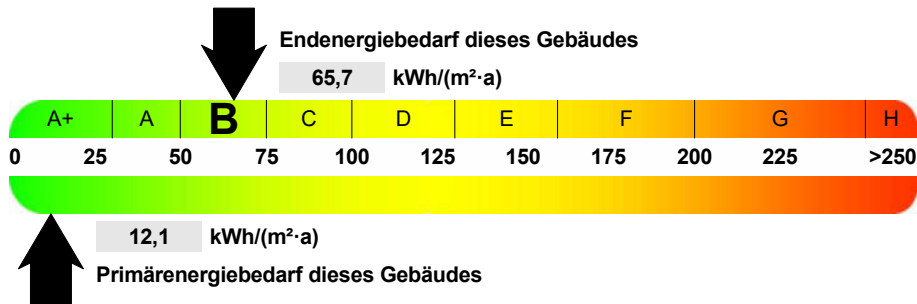 Endenergiebedarf dieses Gebäudes
65,7 kWh/(m²·a)
A+ A B C D E F G H
0 25 50 75 100 125 150 175 200 225 >250
12,1 kWh/(m²·a)
Primärenergiebedarf dieses Gebäudes